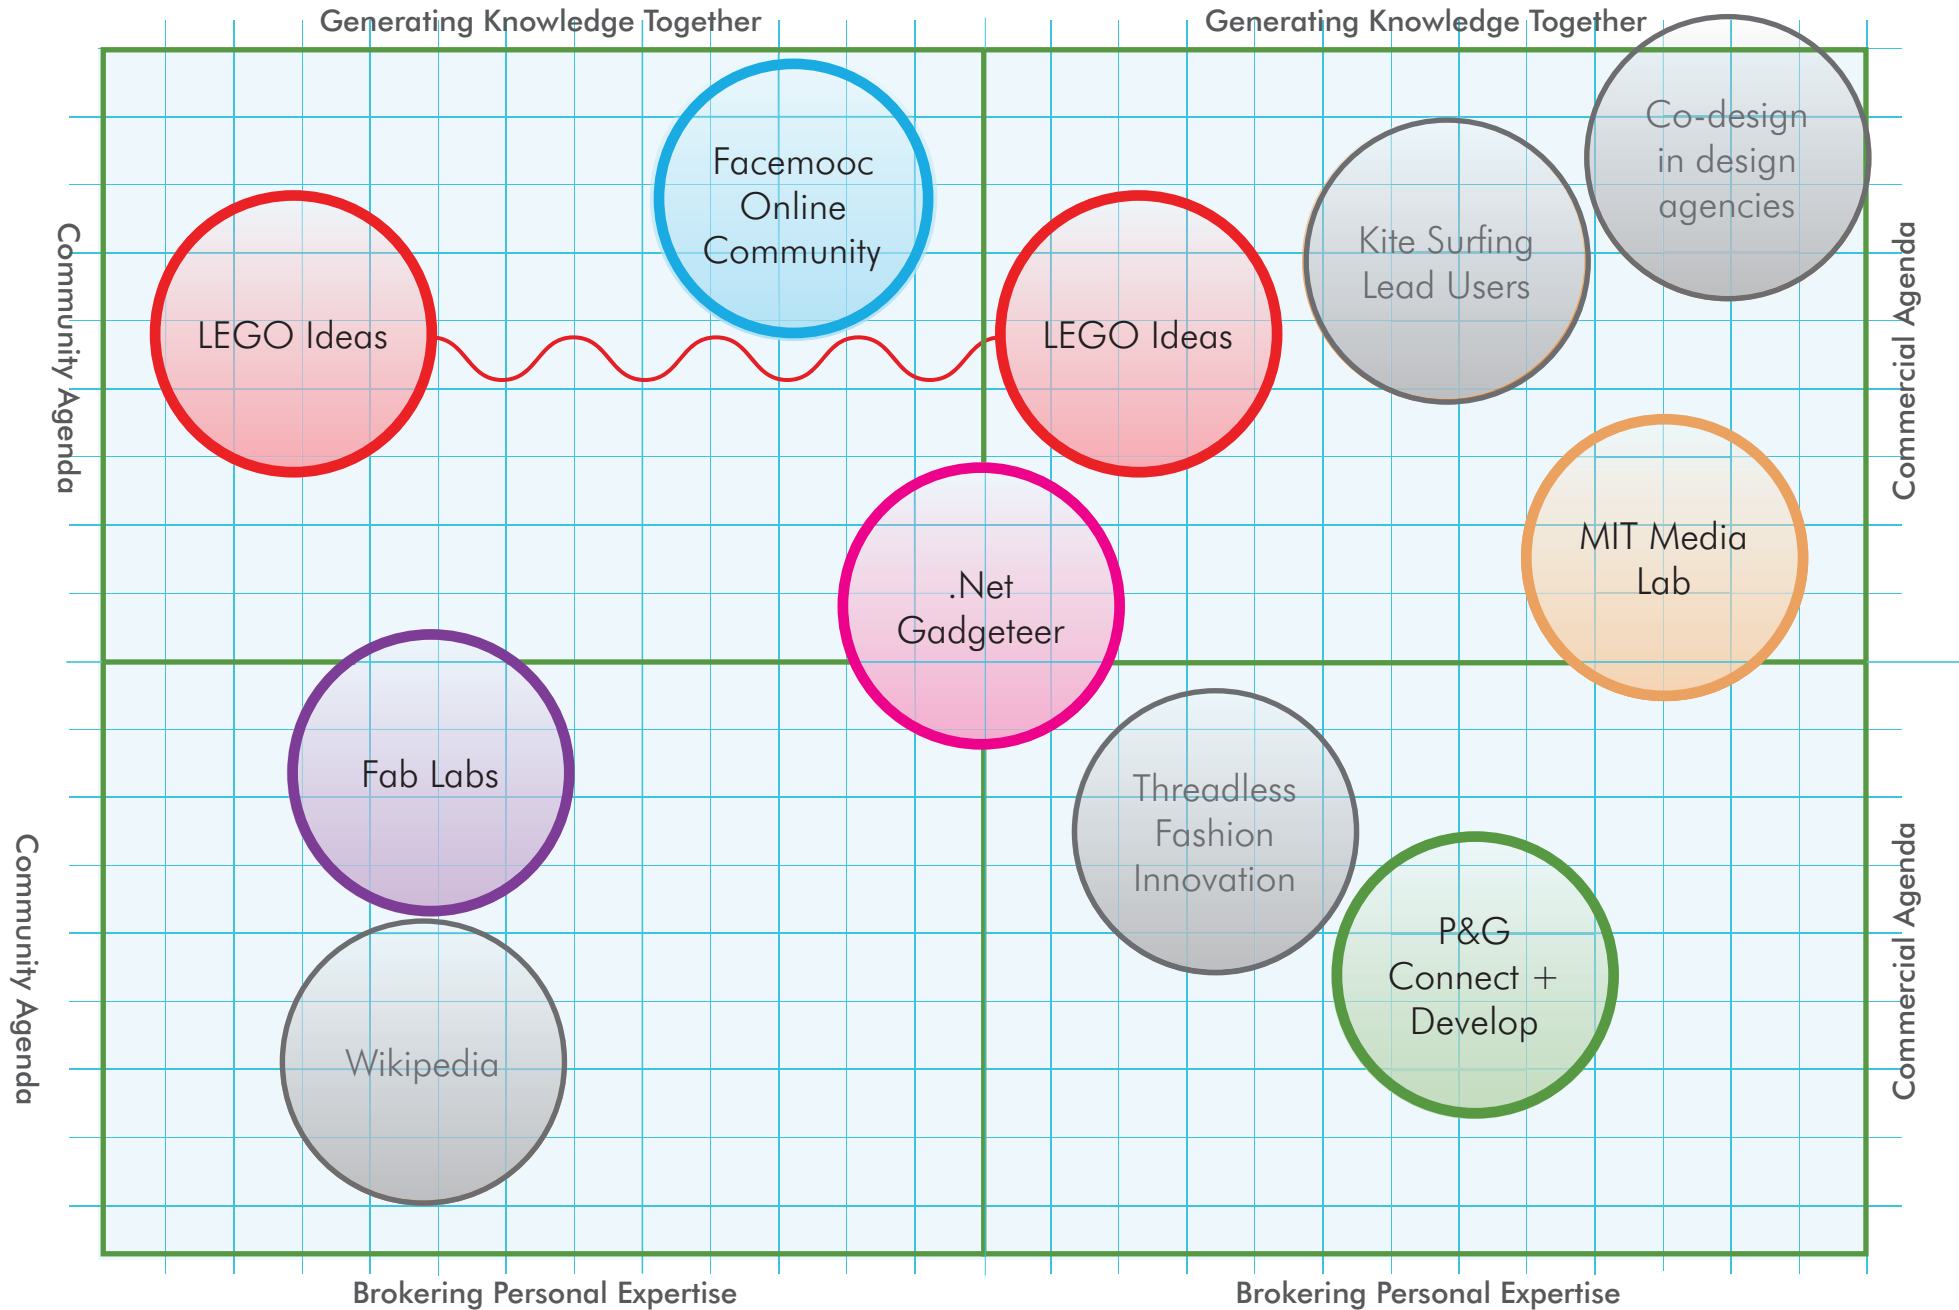 Generating Knowledge Together
Generating Knowledge Together
Community Agenda
Commercial Agenda
Co-design
in design
agencies
Facemooc
Online
Community
Kite Surfing
Lead Users
LEGO Ideas
LEGO Ideas
MIT Media
Lab
.Net
Gadgeteer
Fab Labs
Threadless
Fashion
Innovation
P&G
Connect +
Develop
Wikipedia
Community Agenda
Commercial Agenda
Brokering Personal Expertise
Brokering Personal Expertise